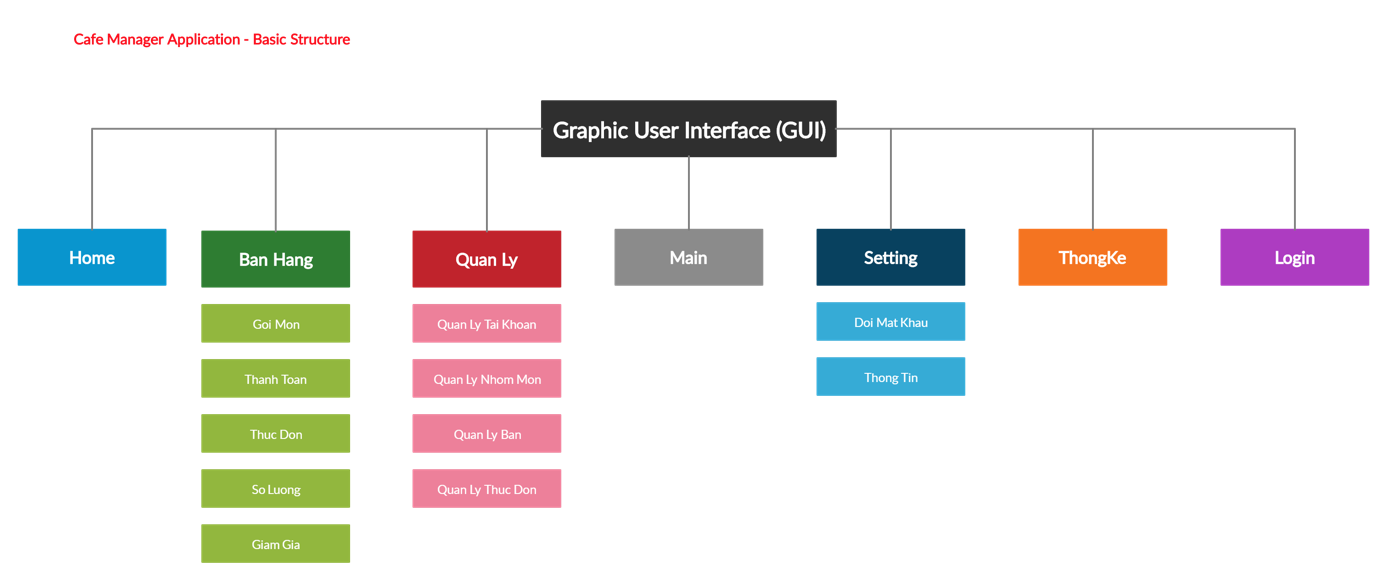 Cafe Manager Application - Basic Structure
Graphic User Interface (GUI)
Home
Ban Hang
Quan Ly
Main
Setting
ThongKe
Login
Goi Mon
Thanh Toan
Thuc Don
So Luong
Giam Gia
Quan Ly Tai Khoan
Quan Ly Nhom Mon
Quan Ly Ban
Quan Ly Thuc Don
Doi Mat Khau
Thong Tin